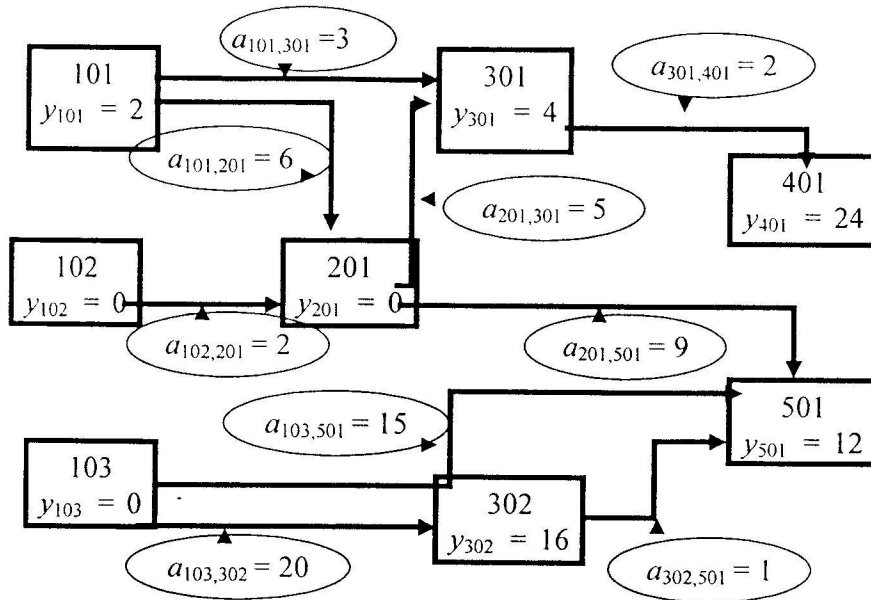 a101,301 =3
101
y101 = 2
301
y301 = 4
a301,401 = 2
a101,201 = 6
401
y401 = 24
a201,301 = 5
102
y102 = 0
201
y201 = 0
a102,201 = 2
a201,501 = 9
501
y501 = 12
a103,501 = 15
103
y103 = 0
302
y302 = 16
a103,302 = 20
a302,501 = 1